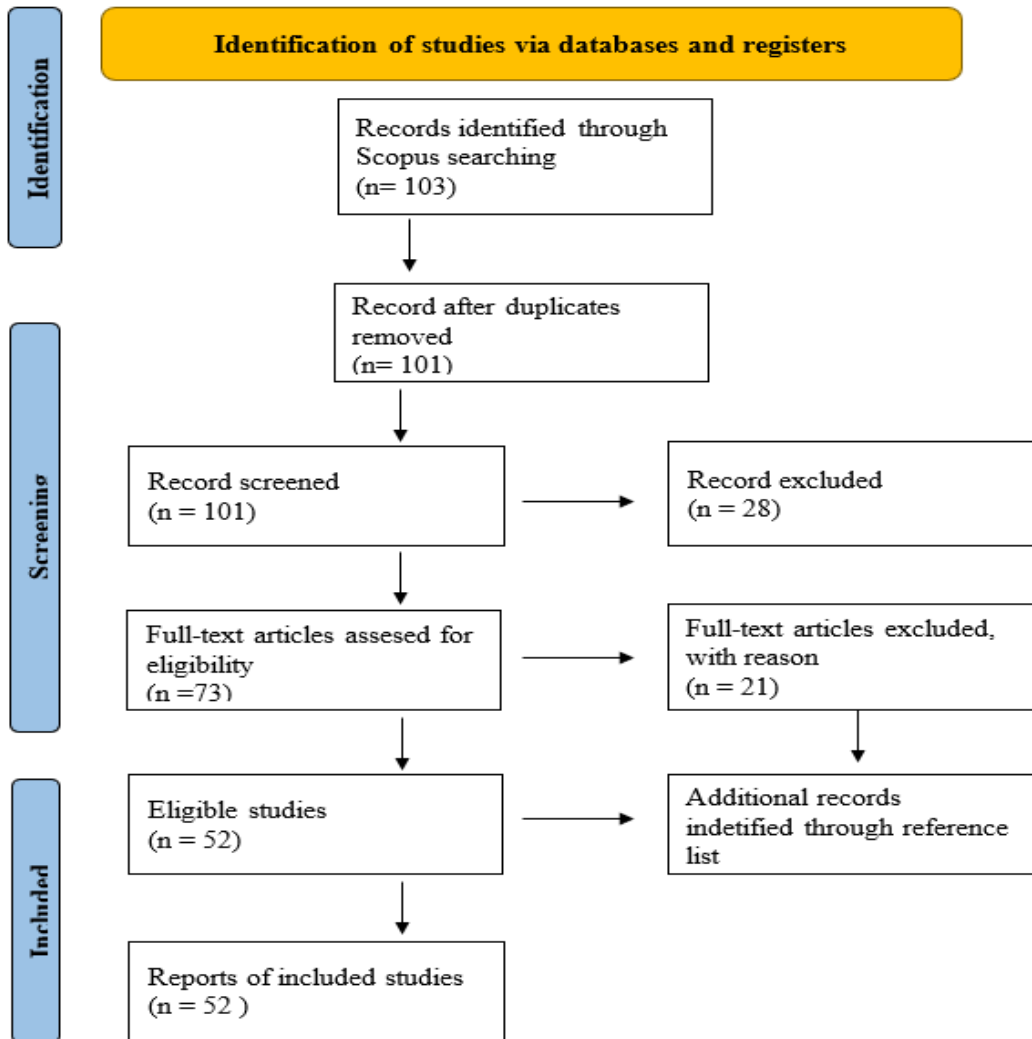 Identification of studies via databases and registers
Identification
Records identified through
Scopus searching
(n= 103)
Record after duplicates
removed
(n= 101)
Screening
Record screened
(n = 101)
Record excluded
(n = 28)
Full-text articles assesed for
eligibility
(n =73)
Full-text articles excluded,
with reason
(n = 21)
Included
Eligible studies
(n = 52)
Additional records
indetified through reference
list
Reports of included studies
(n = 52 )